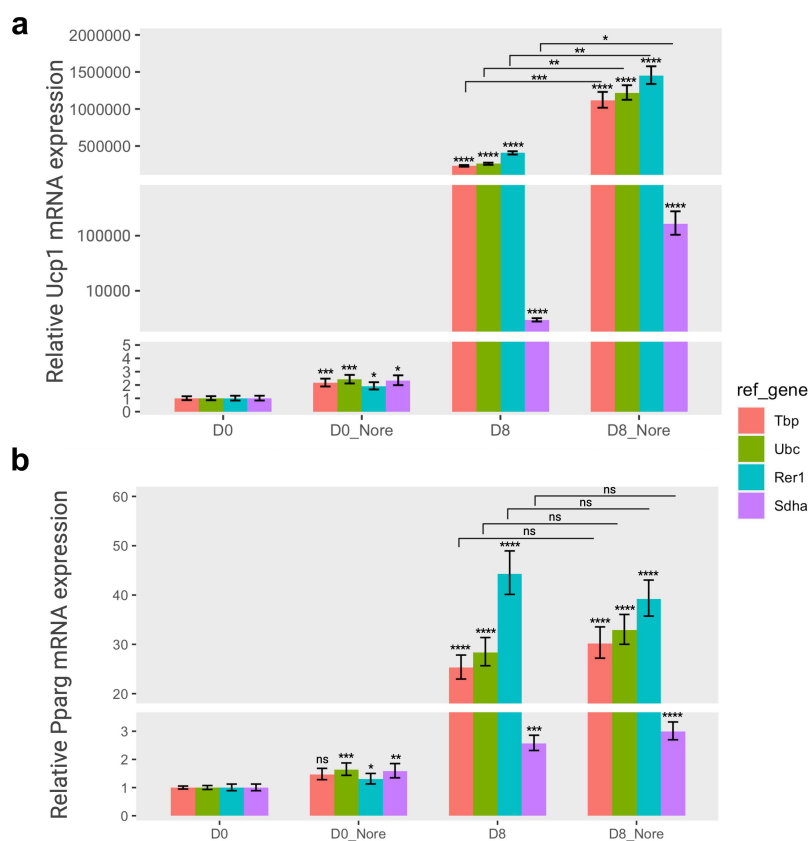 a
Relative Ucp1 mRNA expression
2000000
1500000
1000000
500000
100000
10000
5
4
3
2
1
0
*
**
**
***
**** **** ****
****
**** **** ****
****
*** *** * *
D0 D0_Nore D8 D8_Nore
ref_gene
Tbp
Ubc
Rer1
Sdha
b
Relative Pparg mRNA expression
60
50
40
30
20
3
2
1
0
ns
ns
ns
ns
**** **** ****
***
**** **** ****
****
ns *** * **
D0 D0_Nore D8 D8_Nore